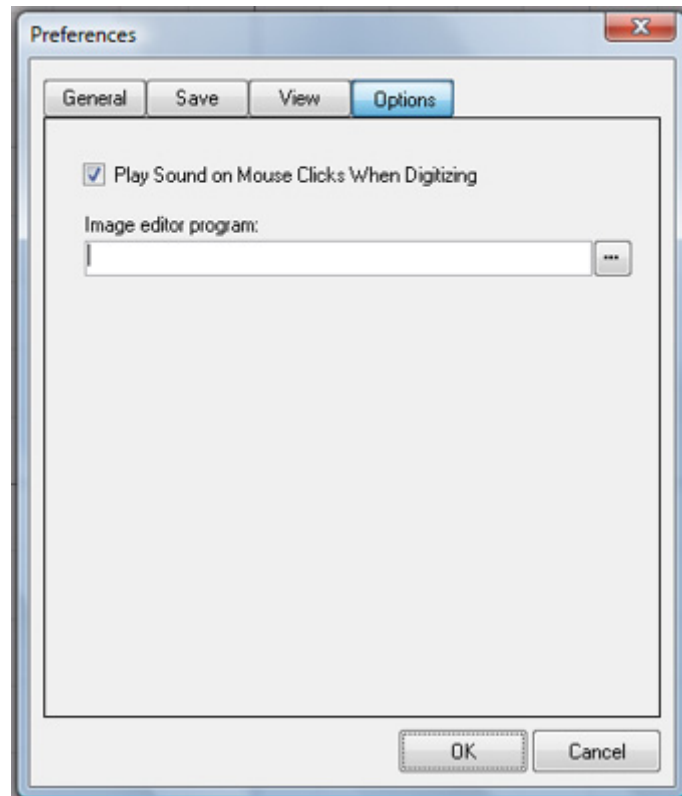 Preferences
General Save View Options
Play Sound on Mouse Clicks When Digitizing
Image editor program:
...
OK Cancel